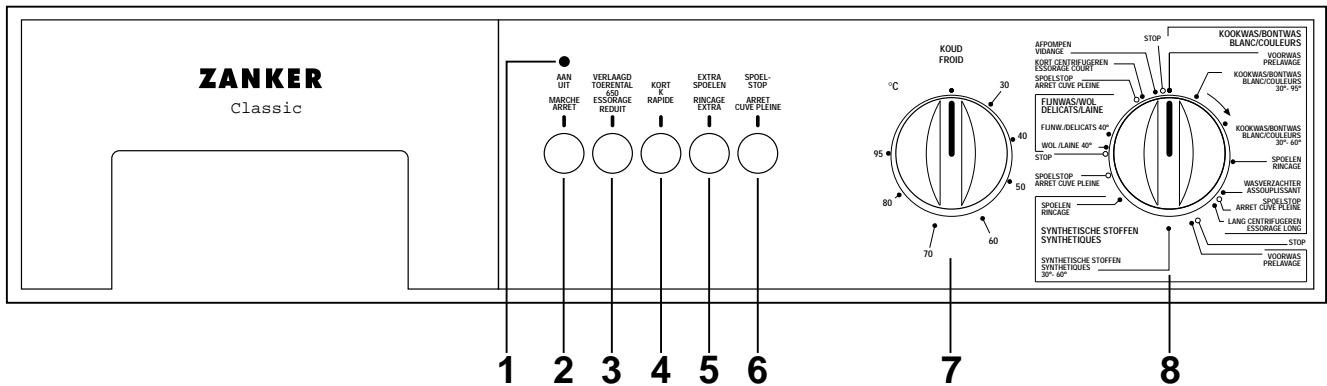 ZANKER
Classic
AAN
UIT
MARCHE
ARRET
VERLAAGD
TOERENTAL
650
ESSORAGE
REDUIT
KORT
K
RAPIDE
EXTRA
SPOELEN
RINCAGE
EXTRA
SPOEL-
STOP
ARRET
CUVE PLEINE
KOUD
FROID
°C
30
40
50
60
70
80
95
STOP
KOOKWAS/BONTWAS
BLANC/COULEURS
VOORWAS
PRELAVAGE
KOOKWAS/BONTWAS
BLANC/COULEURS
30°- 95°
KOOKWAS/BONTWAS
BLANC/COULEURS
30°- 60°
SPOELEN
RINCAGE
WASVERZACHTER
ASSOUPLISSANT
SPOELSTOP
ARRET CUVE PLEINE
LANG CENTRIFUGEREN
ESSORAGE LONG
STOP
VOORWAS
PRELAVAGE
SYNTHETISCHE STOFFEN
SYNTHETIQUES
30°- 60°
SYNTHETISCHE STOFFEN
SYNTHETIQUES
SPOELEN
RINCAGE
SPOELSTOP
ARRET CUVE PLEINE
STOP
WOL /LAINE 40°
FIJNW./DELICATS 40°
FIJNWAS/WOL
DELICATS/LAINE
SPOELSTOP
ARRET CUVE PLEINE
KORT CENTRIFUGEREN
ESSORAGE COURT
AFPOMPEN
VIDANGE
1 2 3 4 5 6 7 8